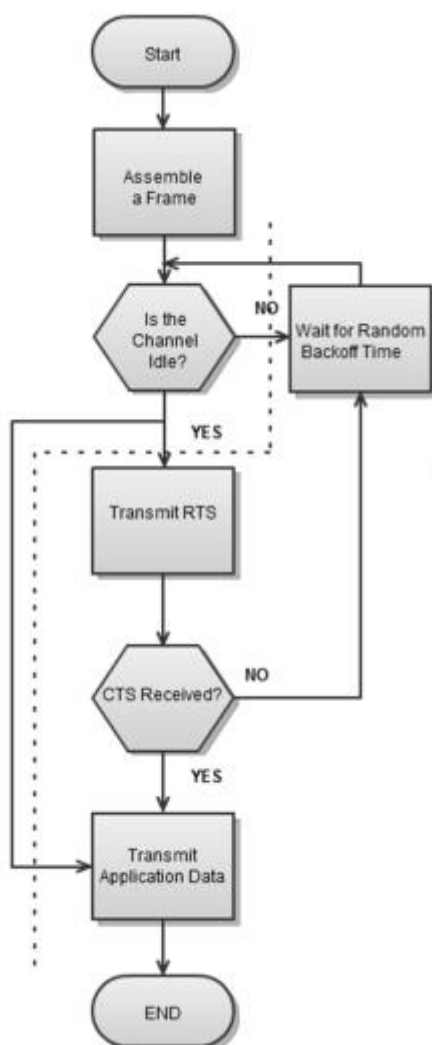 Start
Assemble
a Frame
Is the
Channel
Idle?
NO
Wait for Random
Backoff Time
YES
Transmit RTS
CTS Received?
NO
YES
Transmit
Application Data
END